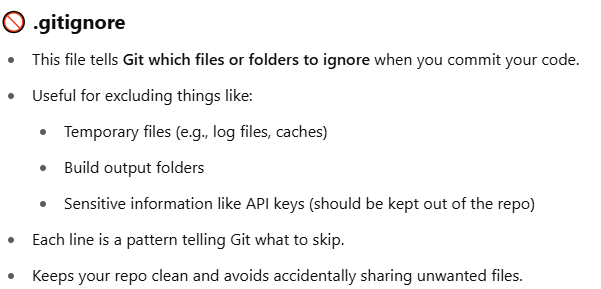 🚫 .gitignore
• This file tells Git which files or folders to ignore when you commit your code.
• Useful for excluding things like:
• Temporary files (e.g., log files, caches)
• Build output folders
• Sensitive information like API keys (should be kept out of the repo)
• Each line is a pattern telling Git what to skip.
• Keeps your repo clean and avoids accidentally sharing unwanted files.